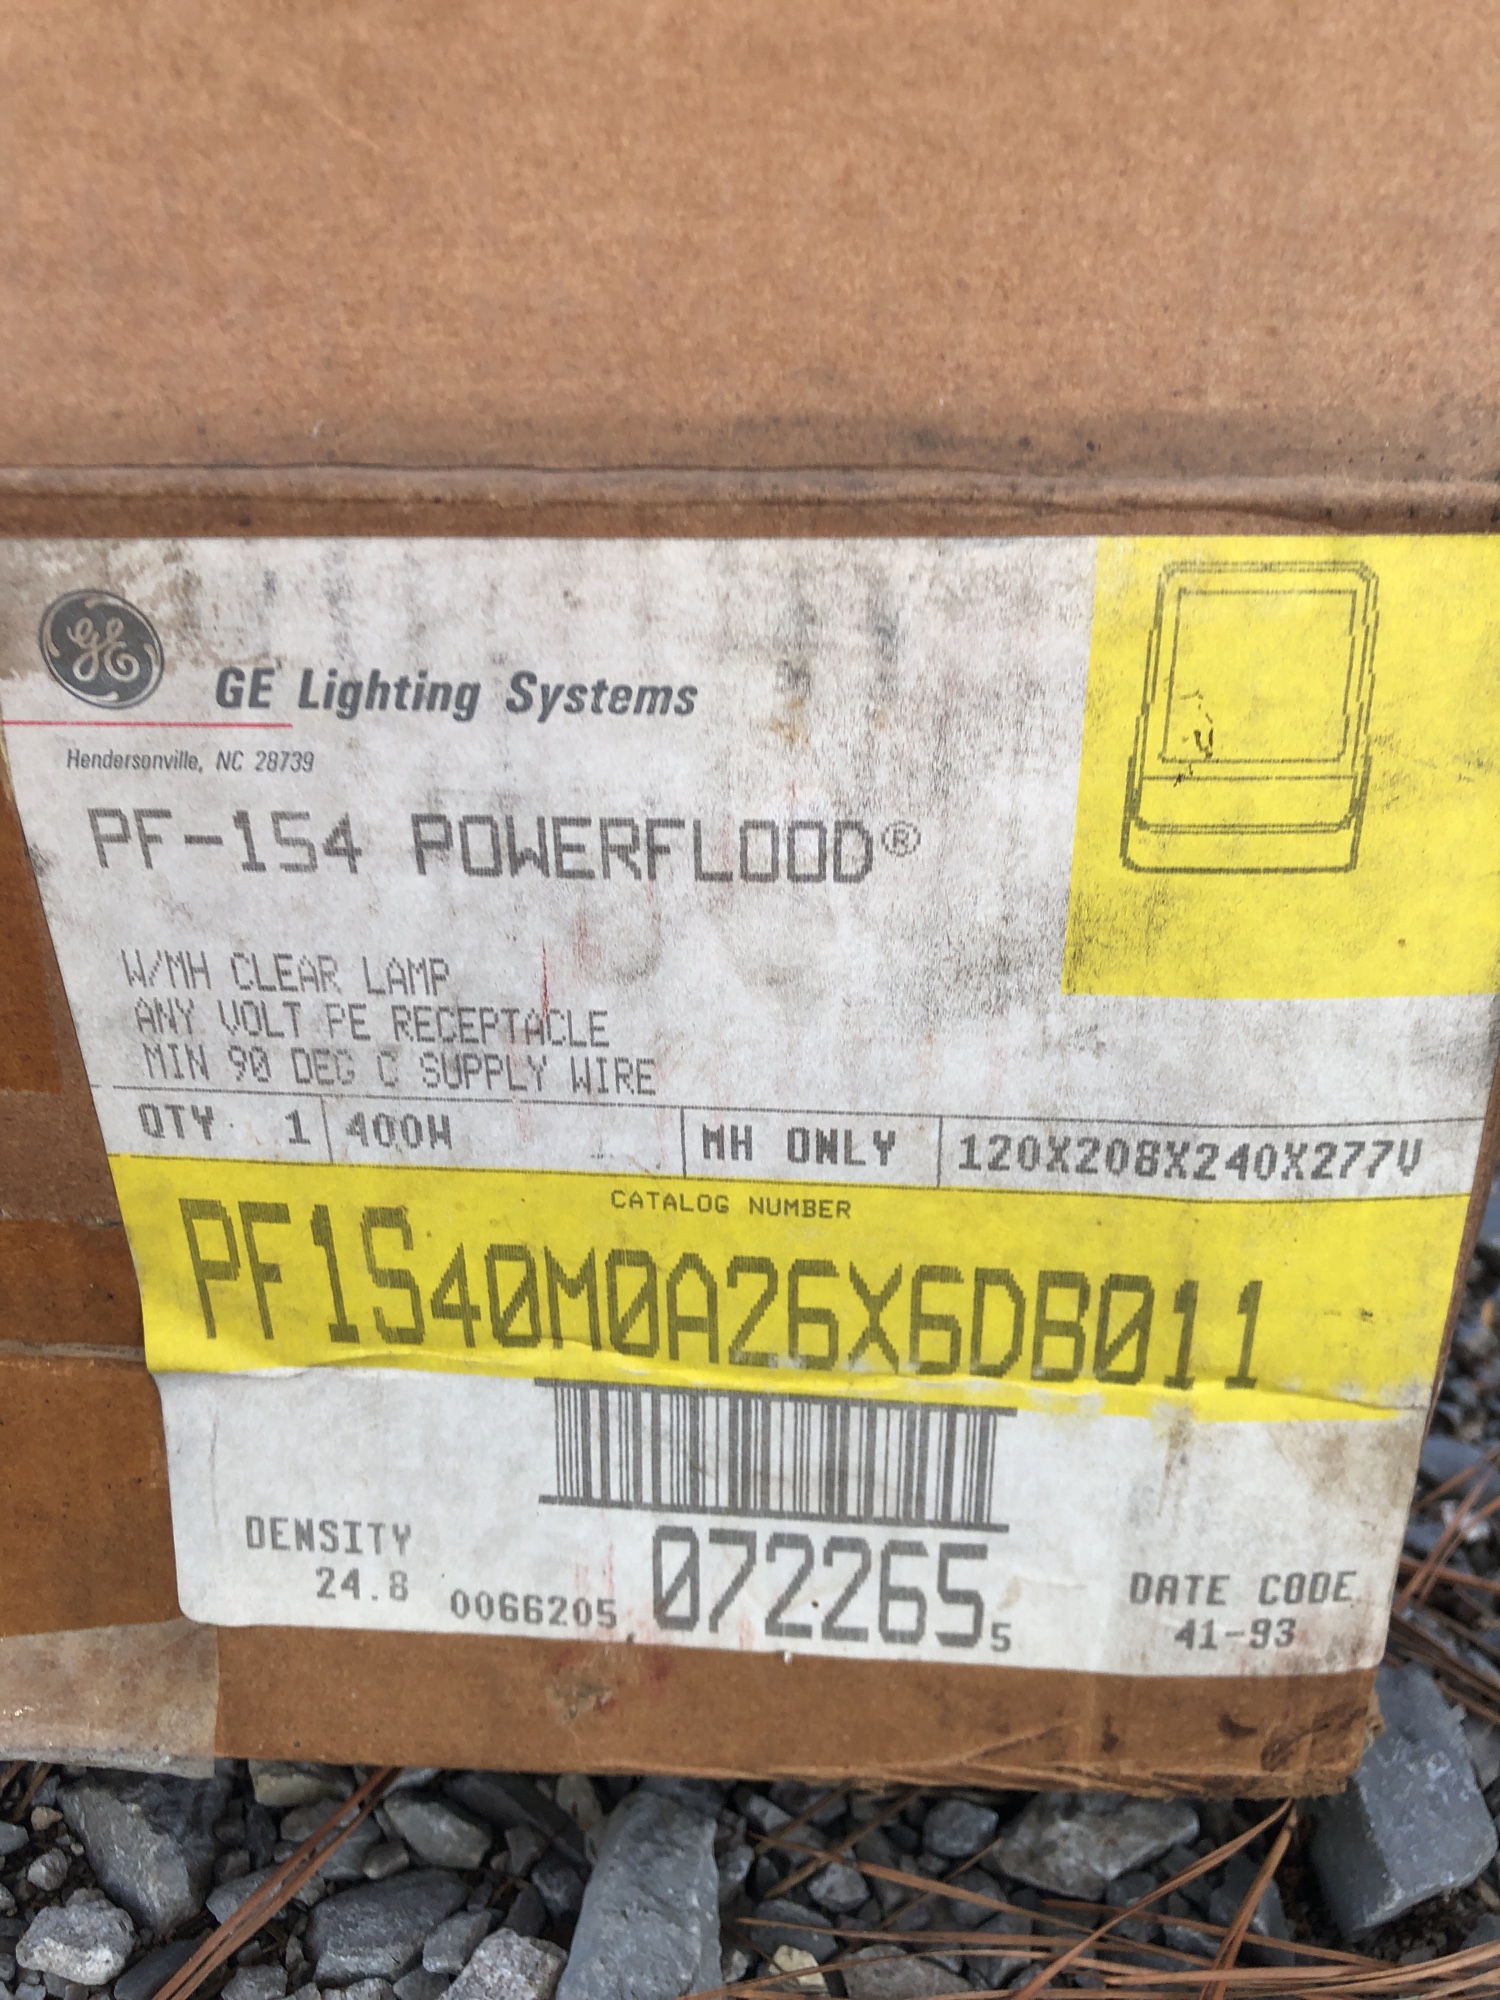 GE
GE Lighting Systems
Hendersonville, NC 28739
PF-154 POWERFLOOD®
W/MH CLEAR LAMP
ANY VOLT PE RECEPTACLE
MIN 90 DEG C SUPPLY WIRE
QTY 1 400W MH ONLY 120X208X240X277V
CATALOG NUMBER
PF1S40M0A26X6DB011
DENSITY
24.8
0066205 072265 5
DATE CODE
41-93